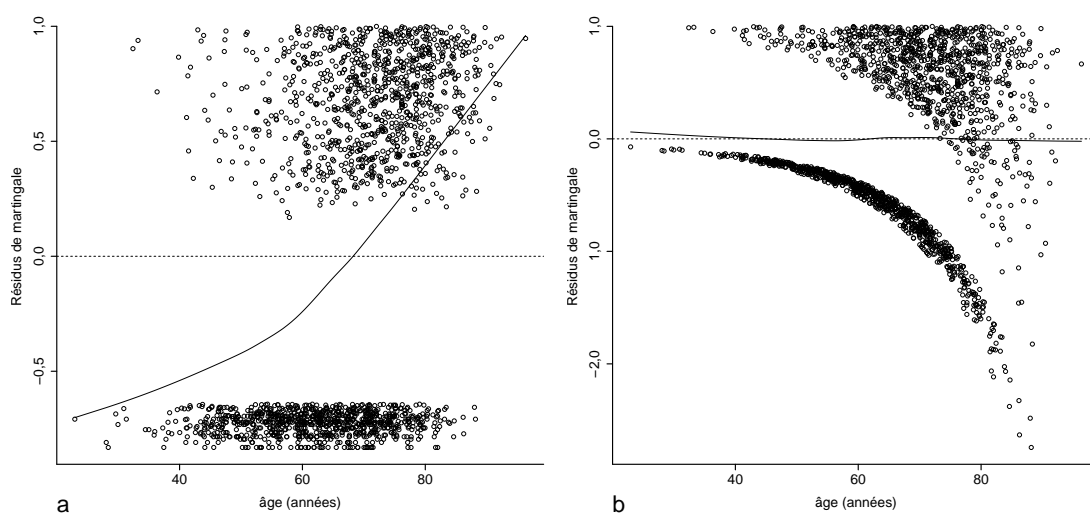 Résidus de martingale
1,0
0,5
0,0
−0,5
40
60
80
âge (années)
a
Résidus de martingale
1,0
0,0
−1,0
−2,0
40
60
80
âge (années)
b